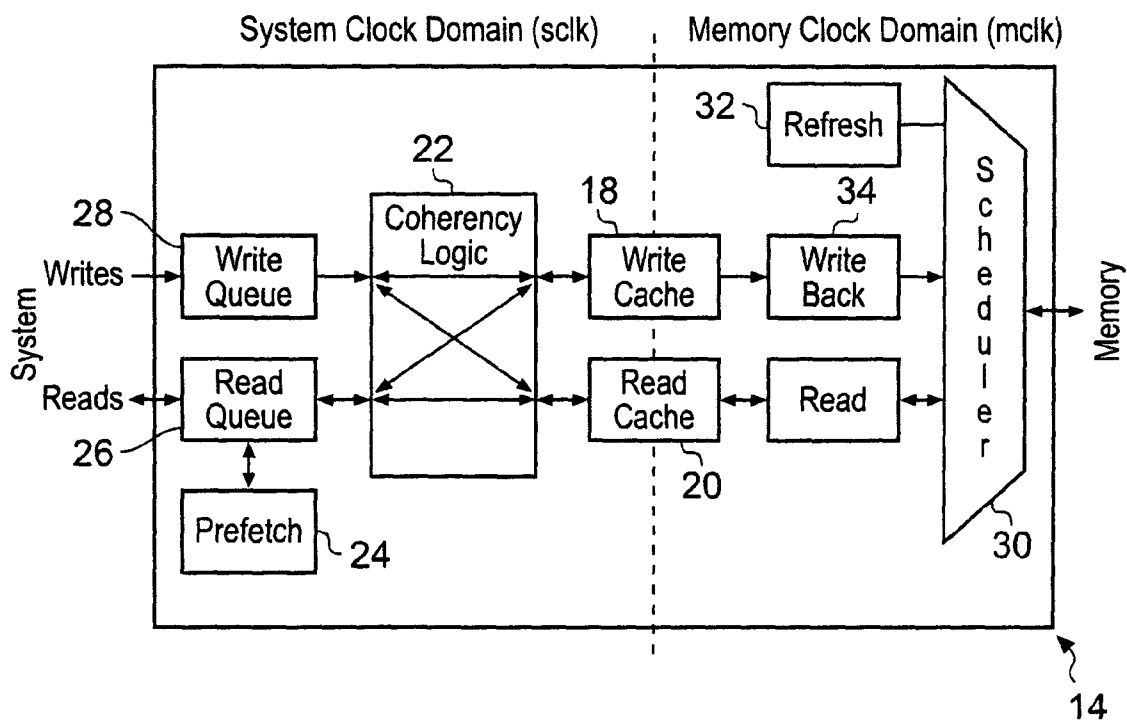 System Clock Domain (sclk)
Memory Clock Domain (mclk)
32
Refresh
22
28
18
34
Coherency
Logic
Writes
Write
Queue
Write
Cache
Write
Back
Scheduler
System
Memory
Reads
Read
Queue
Read
Cache
Read
26
20
Prefetch
24
30
14